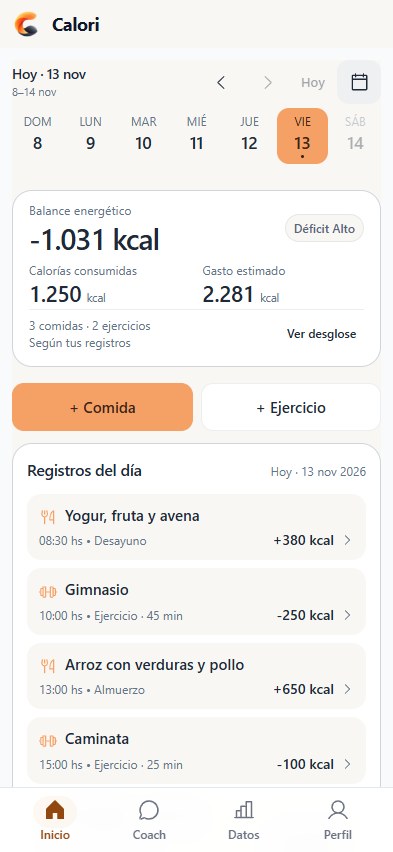 Calori
Hoy · 13 nov
8–14 nov
Hoy
DOM LUN MAR MIÉ JUE VIE SÁB
8 9 10 11 12 13 14
Balance energético
-1.031 kcal
Déficit Alto
Calorías consumidas Gasto estimado
1.250 kcal 2.281 kcal
3 comidas · 2 ejercicios
Según tus registros
Ver desglose
+ Comida + Ejercicio
Registros del día Hoy · 13 nov 2026
Yogur, fruta y avena
08:30 hs • Desayuno +380 kcal
Gimnasio
10:00 hs • Ejercicio · 45 min -250 kcal
Arroz con verduras y pollo
13:00 hs • Almuerzo +650 kcal
Caminata
15:00 hs • Ejercicio · 25 min -100 kcal
Inicio Coach Datos Perfil